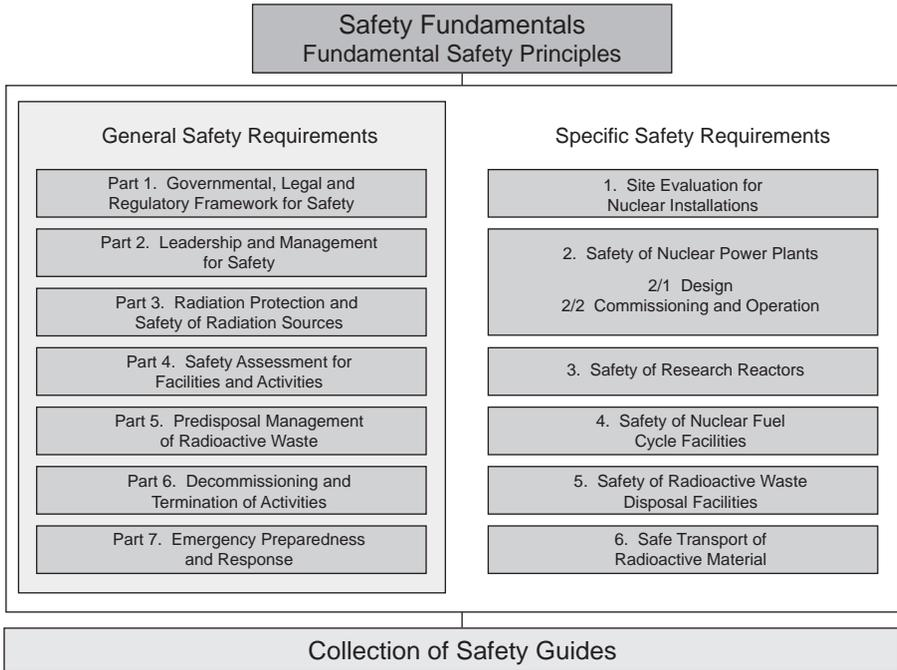 Safety Fundamentals
Fundamental Safety Principles
General Safety Requirements
Part 1. Governmental, Legal and
Regulatory Framework for Safety
Part 2. Leadership and Management
for Safety
Part 3. Radiation Protection and
Safety of Radiation Sources
Part 4. Safety Assessment for
Facilities and Activities
Part 5. Predisposal Management
of Radioactive Waste
Part 6. Decommissioning and
Termination of Activities
Part 7. Emergency Preparedness
and Response
Specific Safety Requirements
1. Site Evaluation for
Nuclear Installations
2. Safety of Nuclear Power Plants
2/1 Design
2/2 Commissioning and Operation
3. Safety of Research Reactors
4. Safety of Nuclear Fuel
Cycle Facilities
5. Safety of Radioactive Waste
Disposal Facilities
6. Safe Transport of
Radioactive Material
Collection of Safety Guides